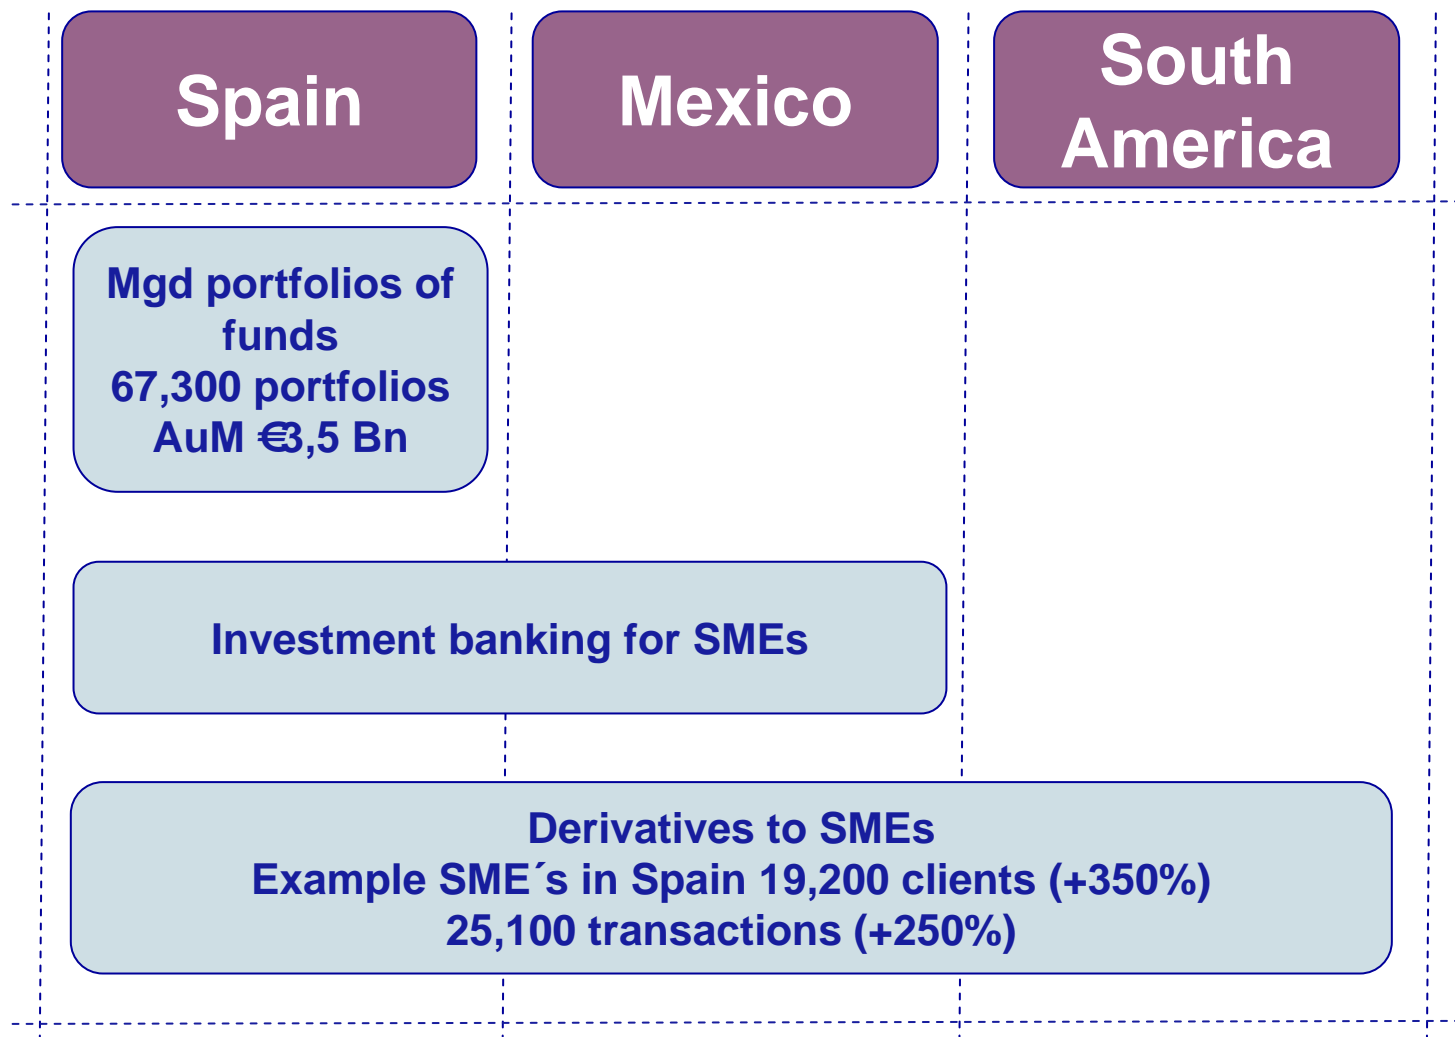 Spain
Mexico
South
America
Mgd portfolios of
funds
67,300 portfolios
AuM €3,5 Bn
Investment banking for SMEs
Derivatives to SMEs
Example SME´s in Spain 19,200 clients (+350%)
25,100 transactions (+250%)